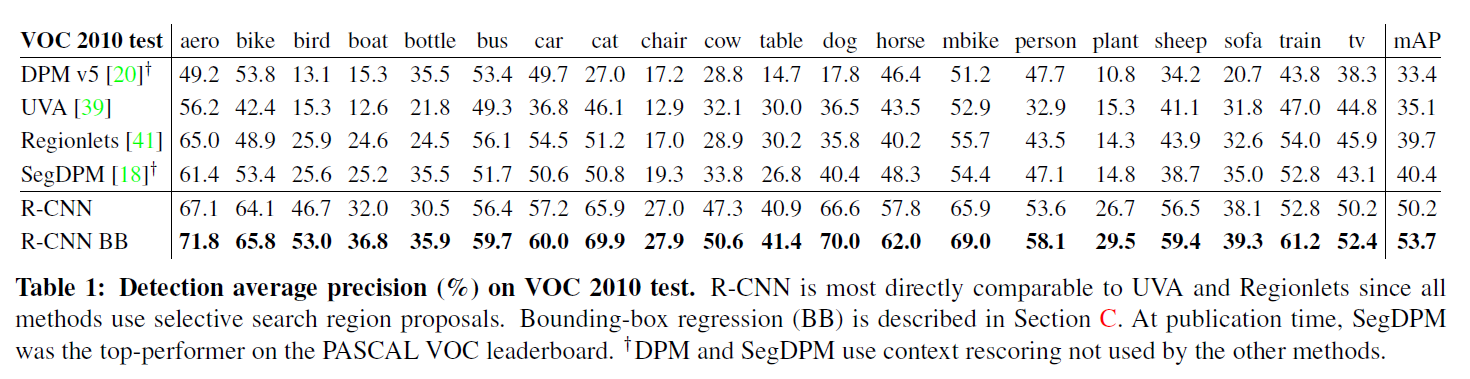 VOC 2010 test aero bike bird boat bottle bus car cat chair cow table dog horse mbike person plant sheep sofa train tv mAP
DPM v5 [20]† 49.2 53.8 13.1 15.3 35.5 53.4 49.7 27.0 17.2 28.8 14.7 17.8 46.4 51.2 47.7 10.8 34.2 20.7 43.8 38.3 33.4
UVA [39] 56.2 42.4 15.3 12.6 21.8 49.3 36.8 46.1 12.9 32.1 30.0 36.5 43.5 52.9 32.9 15.3 41.1 31.8 47.0 44.8 35.1
Regionlets [41] 65.0 48.9 25.9 24.6 24.5 56.1 54.5 51.2 17.0 28.9 30.2 35.8 40.2 55.7 43.5 14.3 43.9 32.6 54.0 45.9 39.7
SegDPM [18]† 61.4 53.4 25.6 25.2 35.5 51.7 50.6 50.8 19.3 33.8 26.8 40.4 48.3 54.4 47.1 14.8 38.7 35.0 52.8 43.1 40.4
R-CNN 67.1 64.1 46.7 32.0 30.5 56.4 57.2 65.9 27.0 47.3 40.9 66.6 57.8 65.9 53.6 26.7 56.5 38.1 52.8 50.2 50.2
R-CNN BB 71.8 65.8 53.0 36.8 35.9 59.7 60.0 69.9 27.9 50.6 41.4 70.0 62.0 69.0 58.1 29.5 59.4 39.3 61.2 52.4 53.7
Table 1: Detection average precision (%) on VOC 2010 test. R-CNN is most directly comparable to UVA and Regionlets since all
methods use selective search region proposals. Bounding-box regression (BB) is described in Section C. At publication time, SegDPM
was the top-performer on the PASCAL VOC leaderboard. †DPM and SegDPM use context rescoring not used by the other methods.